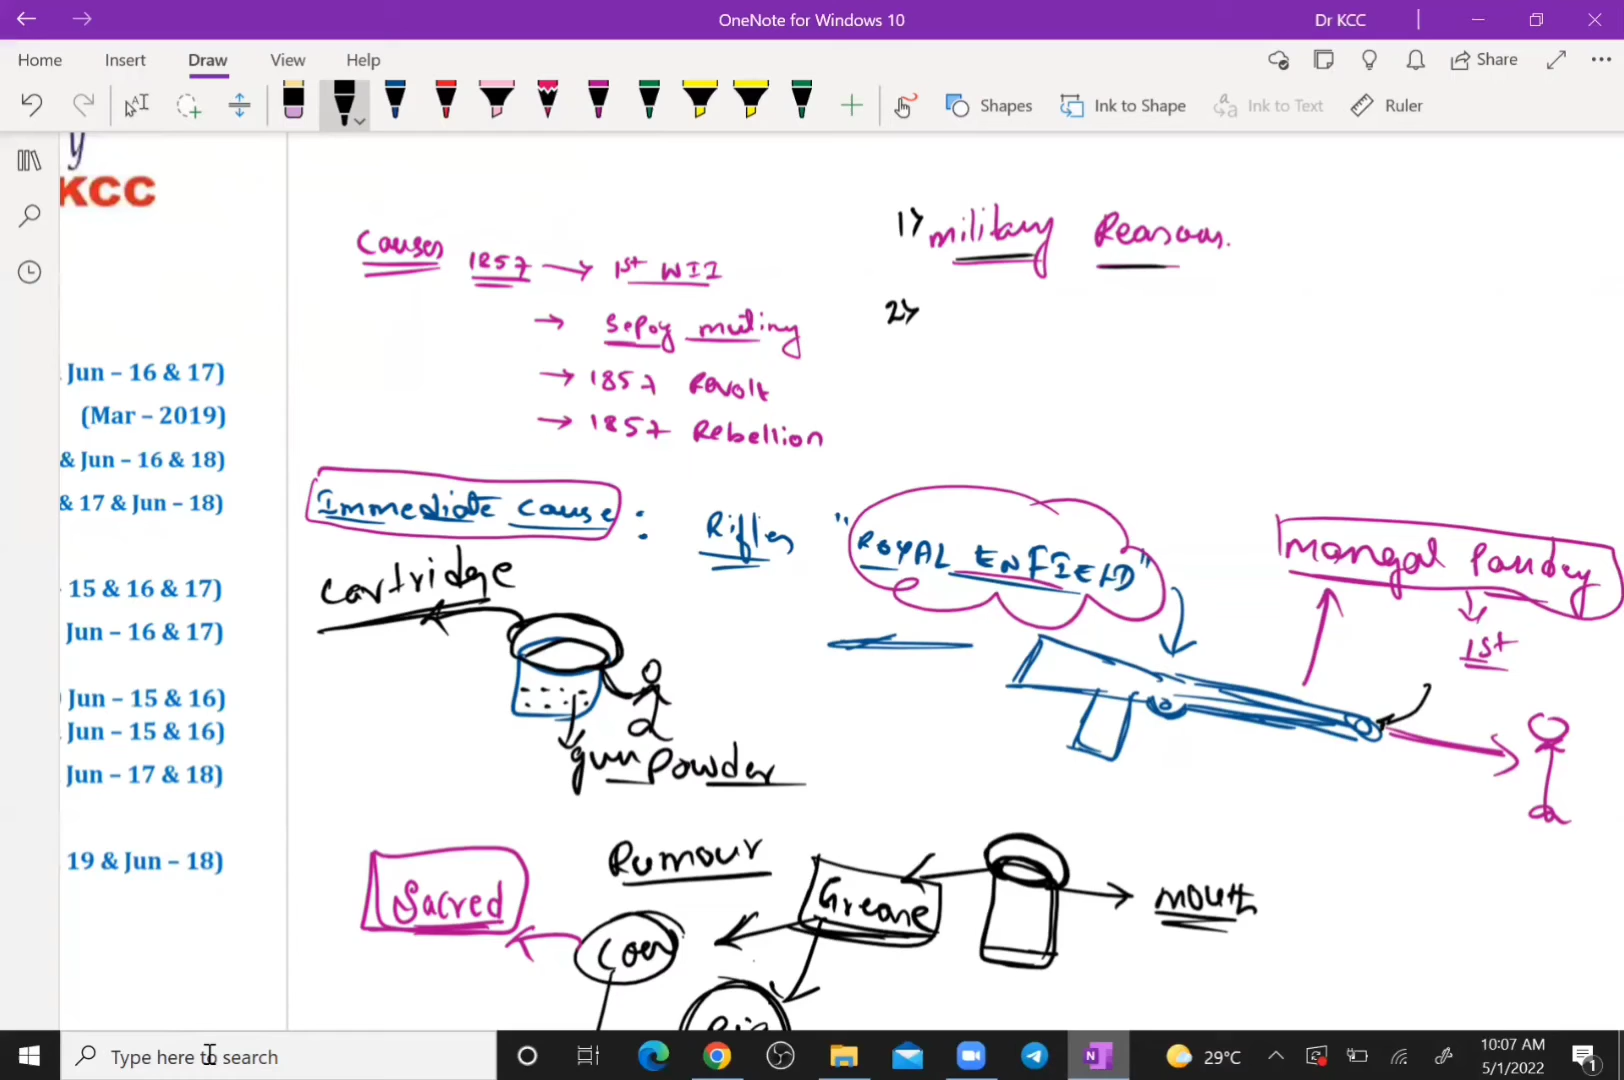 OneNote for Windows 10
Dr KCC
Home Insert Draw View Help
Share
Shapes
Ink to Shape
Ink to Text
Ruler
y
KCC
Jun – 16 & 17)
(Mar – 2019)
& Jun – 16 & 18)
& 17 & Jun – 18)
15 & 16 & 17)
Jun – 16 & 17)
Jun – 15 & 16)
Jun – 15 & 16)
Jun – 17 & 18)
19 & Jun – 18)
1) military Reasons.
2)
Causes 1857 → 1st WII
→ Sepoy mutiny
→ 1857 Revolt
→ 1857 Rebellion
Immediate cause : Rifles "ROYAL ENFIELD"
Mangal Pandey
1st
cartridge
gun powder
Rumour
Sacred
Cow
Grease
mouth
Pig
Type here to search
29°C
10:07 AM
5/1/2022
1